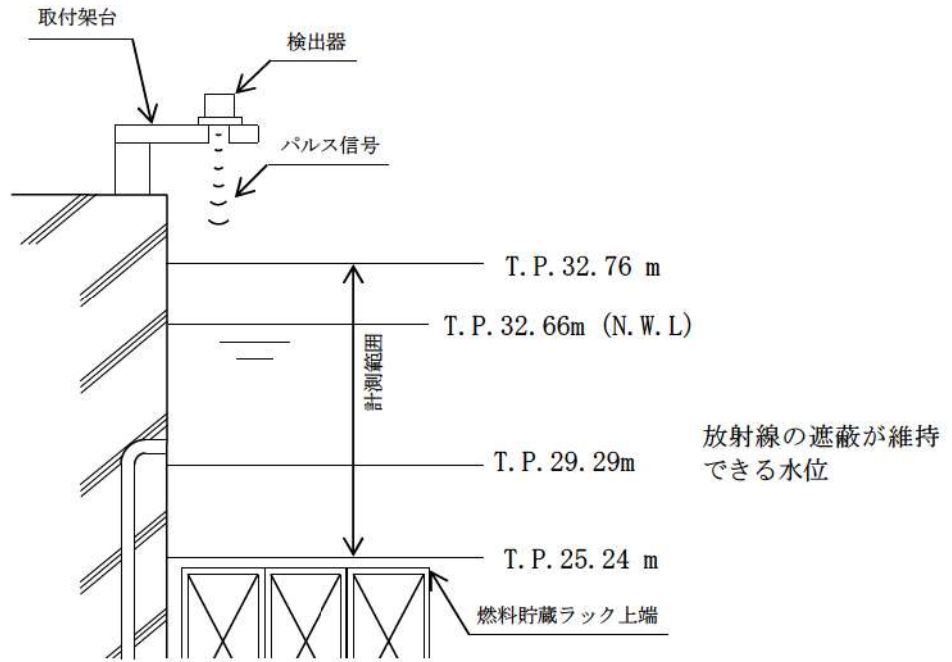 取付架台
検出器
パルス信号
T.P.32.76 m
T.P.32.66m (N.W.L)
計測範囲
放射線の遮蔽が維持
できる水位
T.P.29.29m
T.P.25.24 m
燃料貯蔵ラック上端